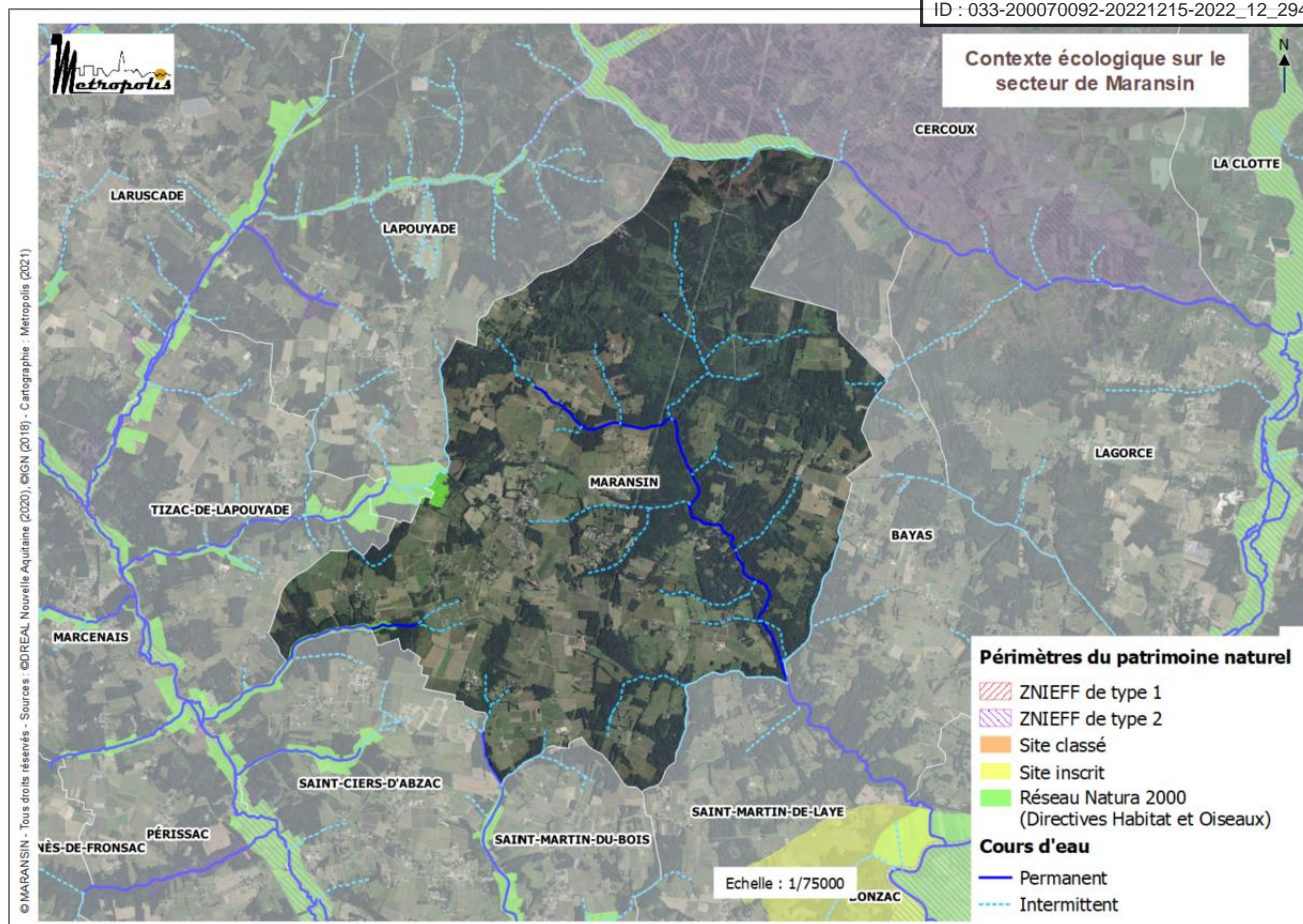 ID : 033-200070092-20221215-2022_12_294
Metropolis
Contexte écologique sur le
secteur de Maransin
N
CERCOUX
LA CLOTTE
LARUSCADE
LAPOUYADE
MARANSIN
LAGORCE
TIZAC-DE-LAPOUYADE
BAYAS
MARCENAIS
SAINT-CIERS-D'ABZAC
SAINT-MARTIN-DE-LAYE
PÉRISSAC
NÈS-DE-FRONSAC
SAINT-MARTIN-DU-BOIS
Echelle : 1/75000
BONZAC
Périmètres du patrimoine naturel
ZNIEFF de type 1
ZNIEFF de type 2
Site classé
Site inscrit
Réseau Natura 2000
(Directives Habitat et Oiseaux)
Cours d'eau
Permanent
Intermittent
© MARANSIN - Tous droits réservés - Sources : ©DREAL Nouvelle Aquitaine (2020), ©IGN (2018) - Cartographie : Metropolis (2021)